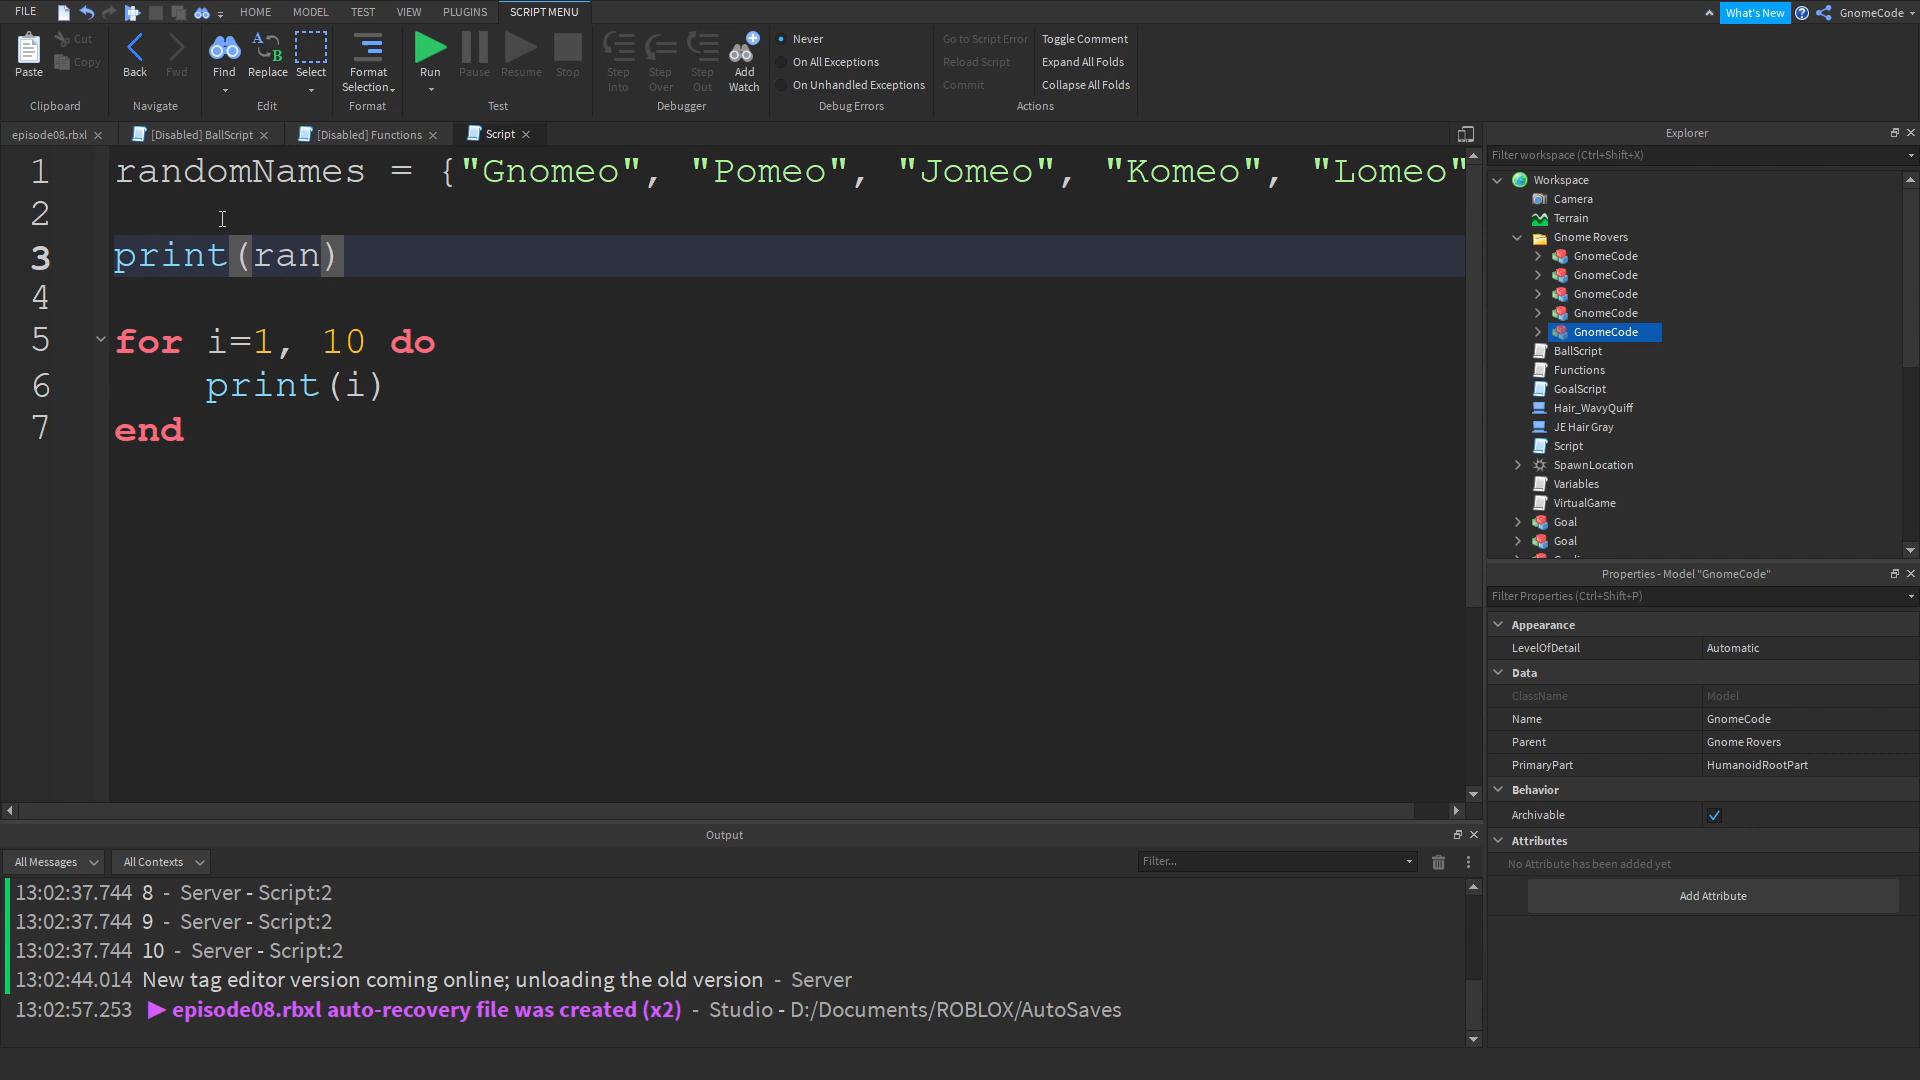 FILE HOME MODEL TEST VIEW PLUGINS SCRIPT MENU What's New GnomeCode
Paste Cut Copy
Clipboard
Back Fwd
Navigate
Find Replace Select
Edit
Format Selection
Format
Run Pause Resume Stop
Test
Step Into Step Over Step Out Add Watch
Debugger
Never
On All Exceptions
On Unhandled Exceptions
Debug Errors
Go to Script Error Toggle Comment
Reload Script Expand All Folds
Commit Collapse All Folds
Actions
episode08.rbxl [Disabled] BallScript [Disabled] Functions Script
1 randomNames = {"Gnomeo", "Pomeo", "Jomeo", "Komeo", "Lomeo"
2
3 print(ran)
4
5 for i=1, 10 do
6 print(i)
7 end
Explorer
Filter workspace (Ctrl+Shift+X)
Workspace
Camera
Terrain
Gnome Rovers
GnomeCode
GnomeCode
GnomeCode
GnomeCode
GnomeCode
BallScript
Functions
GoalScript
Hair_WavyQuiff
JE Hair Gray
Script
SpawnLocation
Variables
VirtualGame
Goal
Goal
Properties - Model "GnomeCode"
Filter Properties (Ctrl+Shift+P)
Appearance
LevelOfDetail Automatic
Data
ClassName Model
Name GnomeCode
Parent Gnome Rovers
PrimaryPart HumanoidRootPart
Behavior
Archivable
Attributes
No Attribute has been added yet
Add Attribute
Output
All Messages All Contexts Filter...
13:02:37.744 8 - Server - Script:2
13:02:37.744 9 - Server - Script:2
13:02:37.744 10 - Server - Script:2
13:02:44.014 New tag editor version coming online; unloading the old version - Server
13:02:57.253 ▶ episode08.rbxl auto-recovery file was created (x2) - Studio - D:/Documents/ROBLOX/AutoSaves